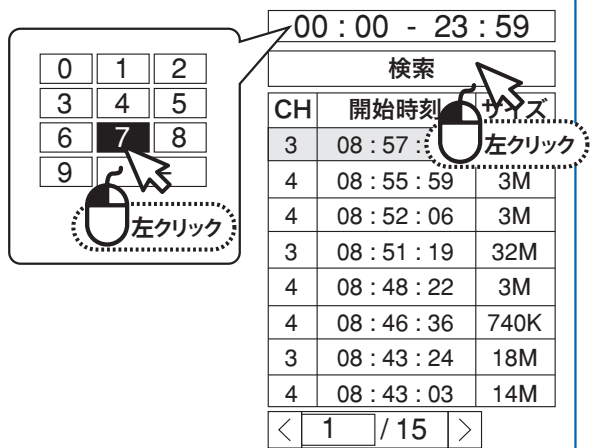 00 : 00 - 23 : 59
検索
0 1 2
3 4 5
6 7 8
9
左クリック
CH 開始時刻 サイズ
左クリック
3 08 : 57 :
4 08 : 55 : 59 3M
4 08 : 52 : 06 3M
3 08 : 51 : 19 32M
4 08 : 48 : 22 3M
4 08 : 46 : 36 740K
3 08 : 43 : 24 18M
4 08 : 43 : 03 14M
< 1 / 15 >